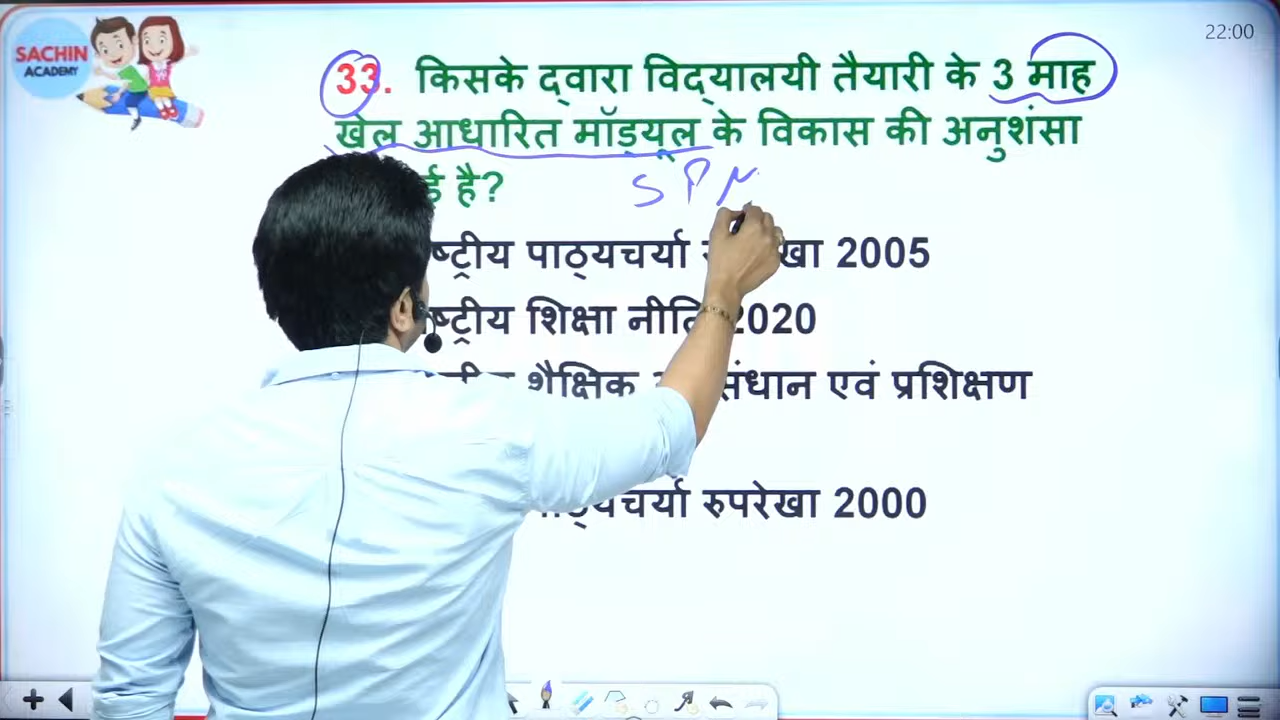 22:00
SACHIN
ACADEMY
33. किसके द्वारा विद्यालयी तैयारी के 3 माह
खेल आधारित मॉड्यूल के विकास की अनुशंसा
है?
SPM
पाठ्यचर्या 2005
शिक्षा नीति 2020
शैक्षिक एवं प्रशिक्षण
रुपरेखा 2000